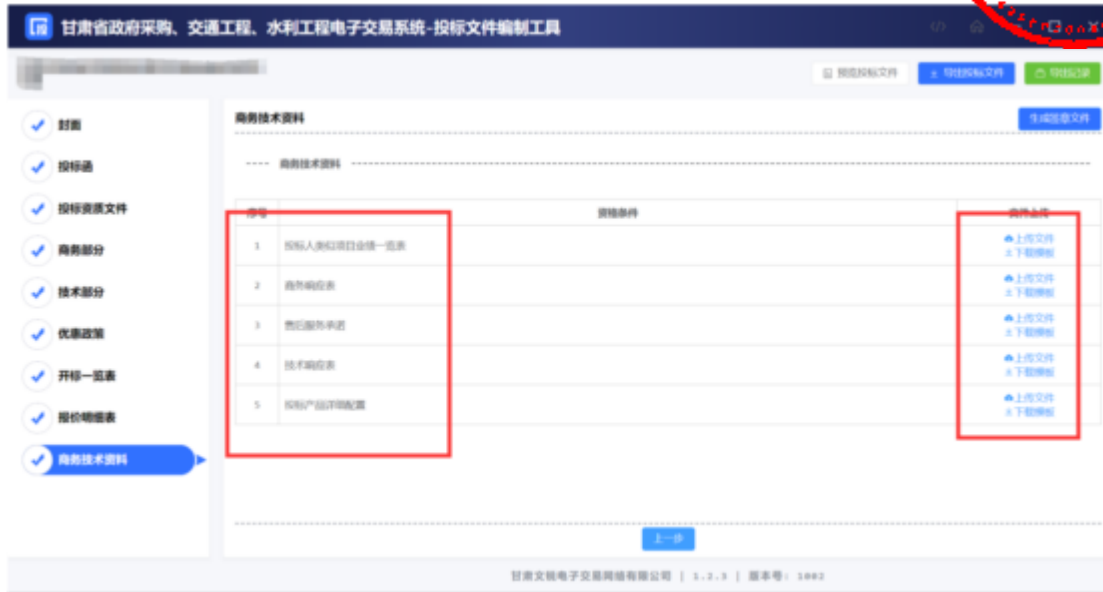 甘肃省政府采购、交通工程、水利工程电子交易系统-投标文件编制工具
预览投标文件 导出投标文件 导出记录
封面
投标函
投标资质文件
商务部分
技术部分
优惠政策
开标一览表
报价明细表
商务技术资料
商务技术资料 生成签章文件
商务技术资料
序号 资格条件 文件上传
1 投标人类似项目业绩一览表 上传文件
下载模板
2 商务响应表 上传文件
下载模板
3 售后服务承诺 上传文件
下载模板
4 技术响应表 上传文件
下载模板
5 投标产品详细配置 上传文件
下载模板
上一步
甘肃文锐电子交易网络有限公司 | 1.2.3 | 版本号: 1002